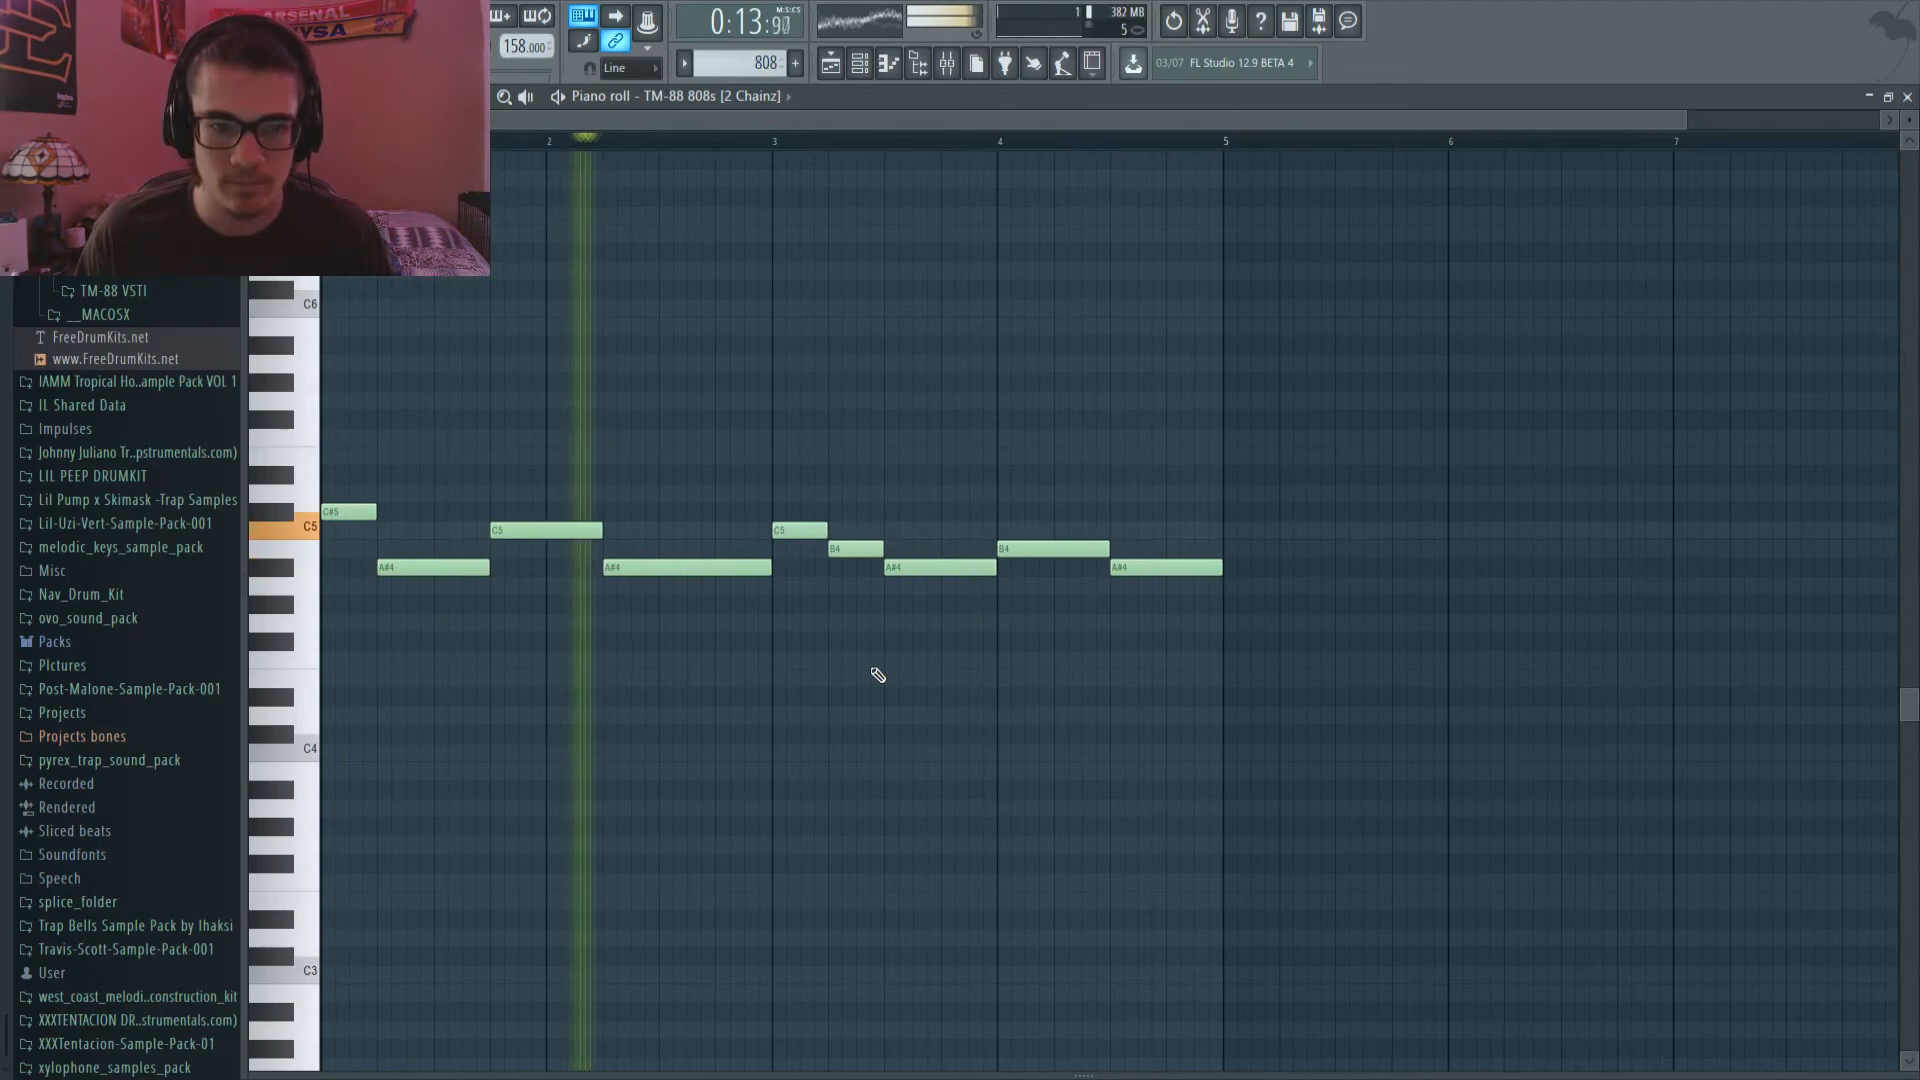 ARSENAL
YSA
158.000
Line
0:13:90
M:S:CS
808
1
382 MB
5
03/07 FL Studio 12.9 BETA 4
Piano roll - TM-88 808s [2 Chainz]
2
3
4
5
6
7
TM-88 VSTI
__MACOSX
FreeDrumKits.net
www.FreeDrumKits.net
IAMM Tropical Ho..ample Pack VOL 1
IL Shared Data
Impulses
Johnny Juliano Tr..pstrumentals.com)
LIL PEEP DRUMKIT
Lil Pump x Skimask -Trap Samples
Lil-Uzi-Vert-Sample-Pack-001
melodic_keys_sample_pack
Misc
Nav_Drum_Kit
ovo_sound_pack
Packs
PIctures
Post-Malone-Sample-Pack-001
Projects
Projects bones
pyrex_trap_sound_pack
Recorded
Rendered
Sliced beats
Soundfonts
Speech
splice_folder
Trap Bells Sample Pack by Ihaksi
Travis-Scott-Sample-Pack-001
User
west_coast_melodi..construction_kit
XXXTENTACION DR..strumentals.com)
XXXTentacion-Sample-Pack-01
xylophone_samples_pack
C6
C5
C4
C3
C#5
C5
C5
B4
B4
A#4
A#4
A#4
A#4